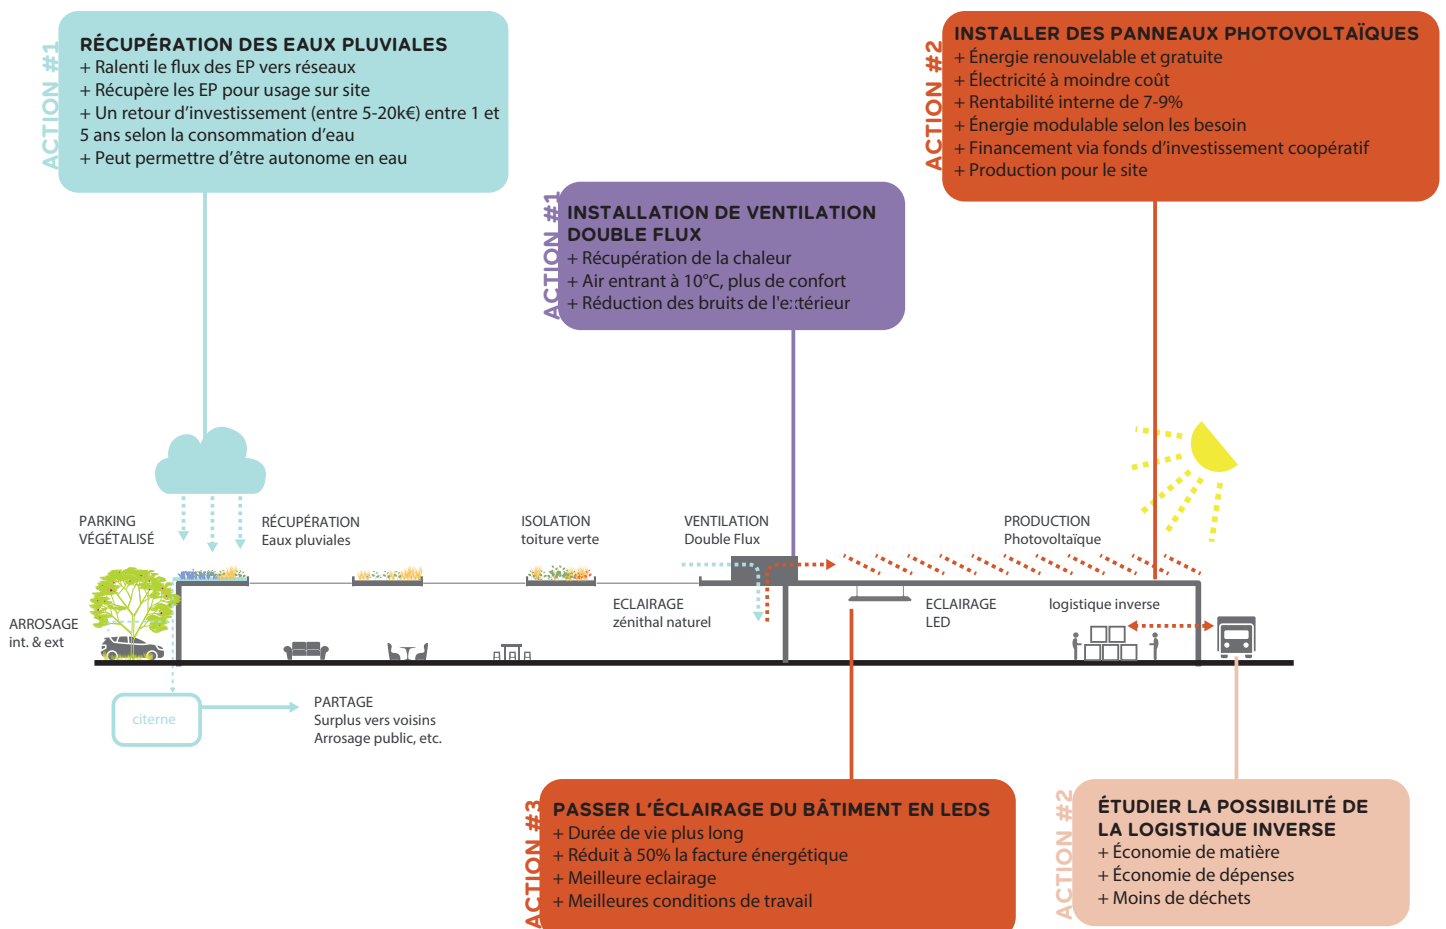 ACTION #1
RÉCUPÉRATION DES EAUX PLUVIALES
+ Ralenti le flux des EP vers réseaux
+ Récupère les EP pour usage sur site
+ Un retour d’investissement (entre 5-20k€) entre 1 et
5 ans selon la consommation d’eau
+ Peut permettre d’être autonome en eau
ACTION #2
INSTALLER DES PANNEAUX PHOTOVOLTAÏQUES
+ Énergie renouvelable et gratuite
+ Électricité à moindre coût
+ Rentabilité interne de 7-9%
+ Énergie modulable selon les besoin
+ Financement via fonds d’investissement coopératif
+ Production pour le site
ACTION #1
INSTALLATION DE VENTILATION
DOUBLE FLUX
+ Récupération de la chaleur
+ Air entrant à 10°C, plus de confort
+ Réduction des bruits de l'extérieur
PARKING
VÉGÉTALISÉ
RÉCUPÉRATION
Eaux pluviales
ISOLATION
toiture verte
VENTILATION
Double Flux
PRODUCTION
Photovoltaïque
ARROSAGE
int. & ext
ECLAIRAGE
zénithal naturel
ECLAIRAGE
LED
logistique inverse
citerne
PARTAGE
Surplus vers voisins
Arrosage public, etc.
ACTION #3
PASSER L’ÉCLAIRAGE DU BÂTIMENT EN LEDS
+ Durée de vie plus long
+ Réduit à 50% la facture énergétique
+ Meilleure eclairage
+ Meilleures conditions de travail
ACTION #2
ÉTUDIER LA POSSIBILITÉ DE
LA LOGISTIQUE INVERSE
+ Économie de matière
+ Économie de dépenses
+ Moins de déchets